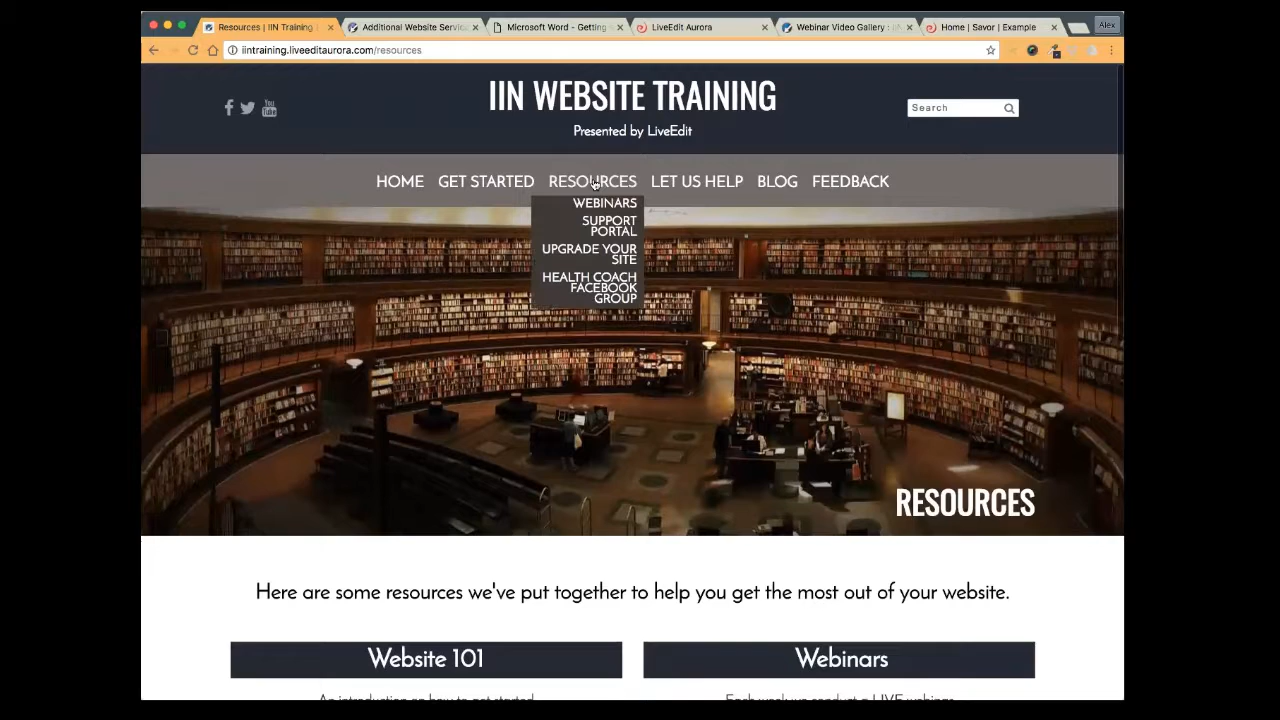 Resources | IIN Training
Additional Website Servic
Microsoft Word - Getting
LiveEdit Aurora
Webinar Video Gallery
Home | Savor | Example
Alex
iintraining.liveeditaurora.com/resources
IIN WEBSITE TRAINING
Presented by LiveEdit
Search
HOME GET STARTED RESOURCES LET US HELP BLOG FEEDBACK
WEBINARS
SUPPORT
PORTAL
UPGRADE YOUR
SITE
HEALTH COACH
FACEBOOK
GROUP
RESOURCES
Here are some resources we've put together to help you get the most out of your website.
Website 101
Webinars
An introduction on how to get started
Each week we conduct a LIVE webinar